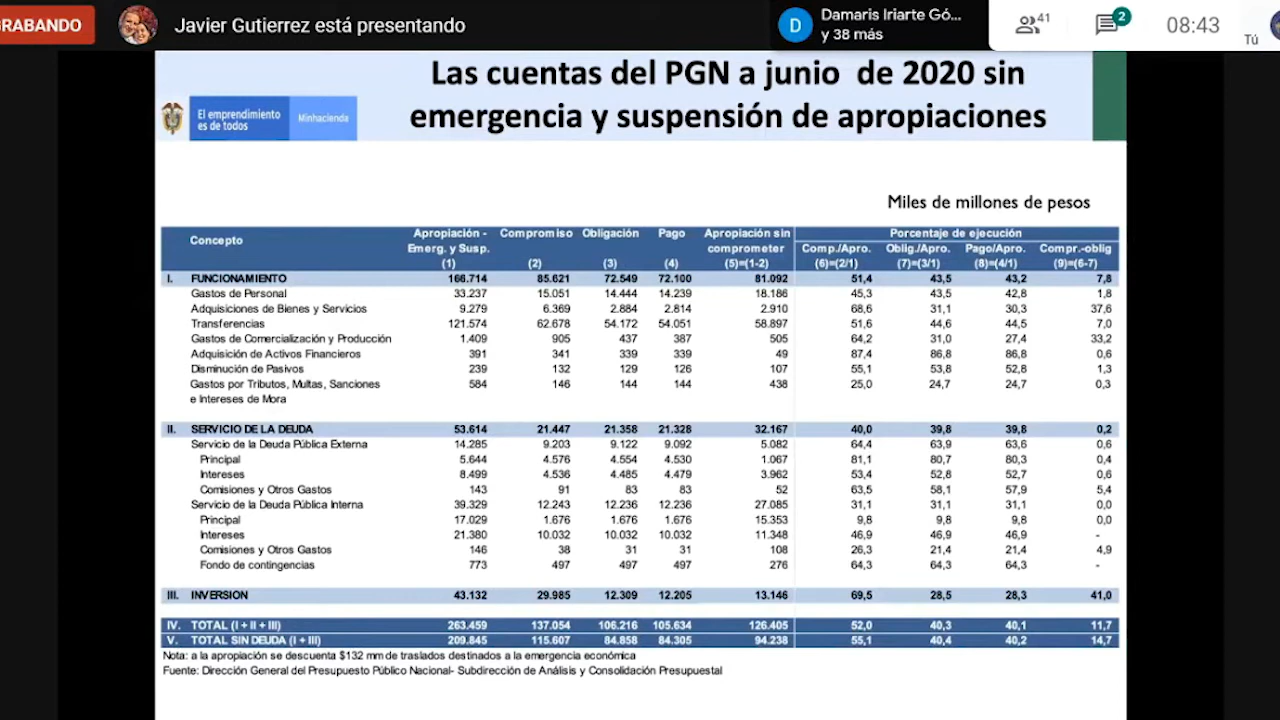 GRABANDO
Javier Gutierrez está presentando
D
Damaris Iriarte Gó...
y 38 más
41
2
08:43
Tú
Las cuentas del PGN a junio de 2020 sin
emergencia y suspensión de apropiaciones
El emprendimiento
es de todos
Minhacienda
Miles de millones de pesos
Concepto Apropiación - Compromiso Obligación Pago Apropiación sin Porcentaje de ejecución
Emerg. y Susp. comprometer Comp./Apro. Oblig./Apro. Pago/Apro. Compr.-oblig
(1) (2) (3) (4) (5)=(1-2) (6)=(2/1) (7)=(3/1) (8)=(4/1) (9)=(6-7)
I. FUNCIONAMIENTO 166.714 85.621 72.549 72.100 81.092 51,4 43,5 43,2 7,8
Gastos de Personal 33.237 15.051 14.444 14.239 18.186 45,3 43,5 42,8 1,8
Adquisiciones de Bienes y Servicios 9.279 6.369 2.884 2.814 2.910 68,6 31,1 30,3 37,6
Transferencias 121.574 62.678 54.172 54.051 58.897 51,6 44,6 44,5 7,0
Gastos de Comercialización y Producción 1.409 905 437 387 505 64,2 31,0 27,4 33,2
Adquisición de Activos Financieros 391 341 339 339 49 87,4 86,8 86,8 0,6
Disminución de Pasivos 239 132 129 126 107 55,1 53,8 52,8 1,3
Gastos por Tributos, Multas, Sanciones 584 146 144 144 438 25,0 24,7 24,7 0,3
e Intereses de Mora
II. SERVICIO DE LA DEUDA 53.614 21.447 21.358 21.328 32.167 40,0 39,8 39,8 0,2
Servicio de la Deuda Pública Externa 14.285 9.203 9.122 9.092 5.082 64,4 63,9 63,6 0,6
Principal 5.644 4.576 4.554 4.530 1.067 81,1 80,7 80,3 0,4
Intereses 8.499 4.536 4.485 4.479 3.962 53,4 52,8 52,7 0,6
Comisiones y Otros Gastos 143 91 83 83 52 63,5 58,1 57,9 5,4
Servicio de la Deuda Pública Interna 39.329 12.243 12.236 12.236 27.085 31,1 31,1 31,1 0,0
Principal 17.029 1.676 1.676 1.676 15.353 9,8 9,8 9,8 0,0
Intereses 21.380 10.032 10.032 10.032 11.348 46,9 46,9 46,9 -
Comisiones y Otros Gastos 146 38 31 31 108 26,3 21,4 21,4 4,9
Fondo de contingencias 773 497 497 497 276 64,3 64,3 64,3 -
III. INVERSION 43.132 29.985 12.309 12.205 13.146 69,5 28,5 28,3 41,0
IV. TOTAL (I + II + III) 263.459 137.054 106.216 105.634 126.405 52,0 40,3 40,1 11,7
V. TOTAL SIN DEUDA (I + III) 209.845 115.607 84.858 84.305 94.238 55,1 40,4 40,2 14,7
Nota: a la apropiación se descuenta $132 mm de traslados destinados a la emergencia económica
Fuente: Dirección General del Presupuesto Público Nacional- Subdirección de Análisis y Consolidación Presupuestal